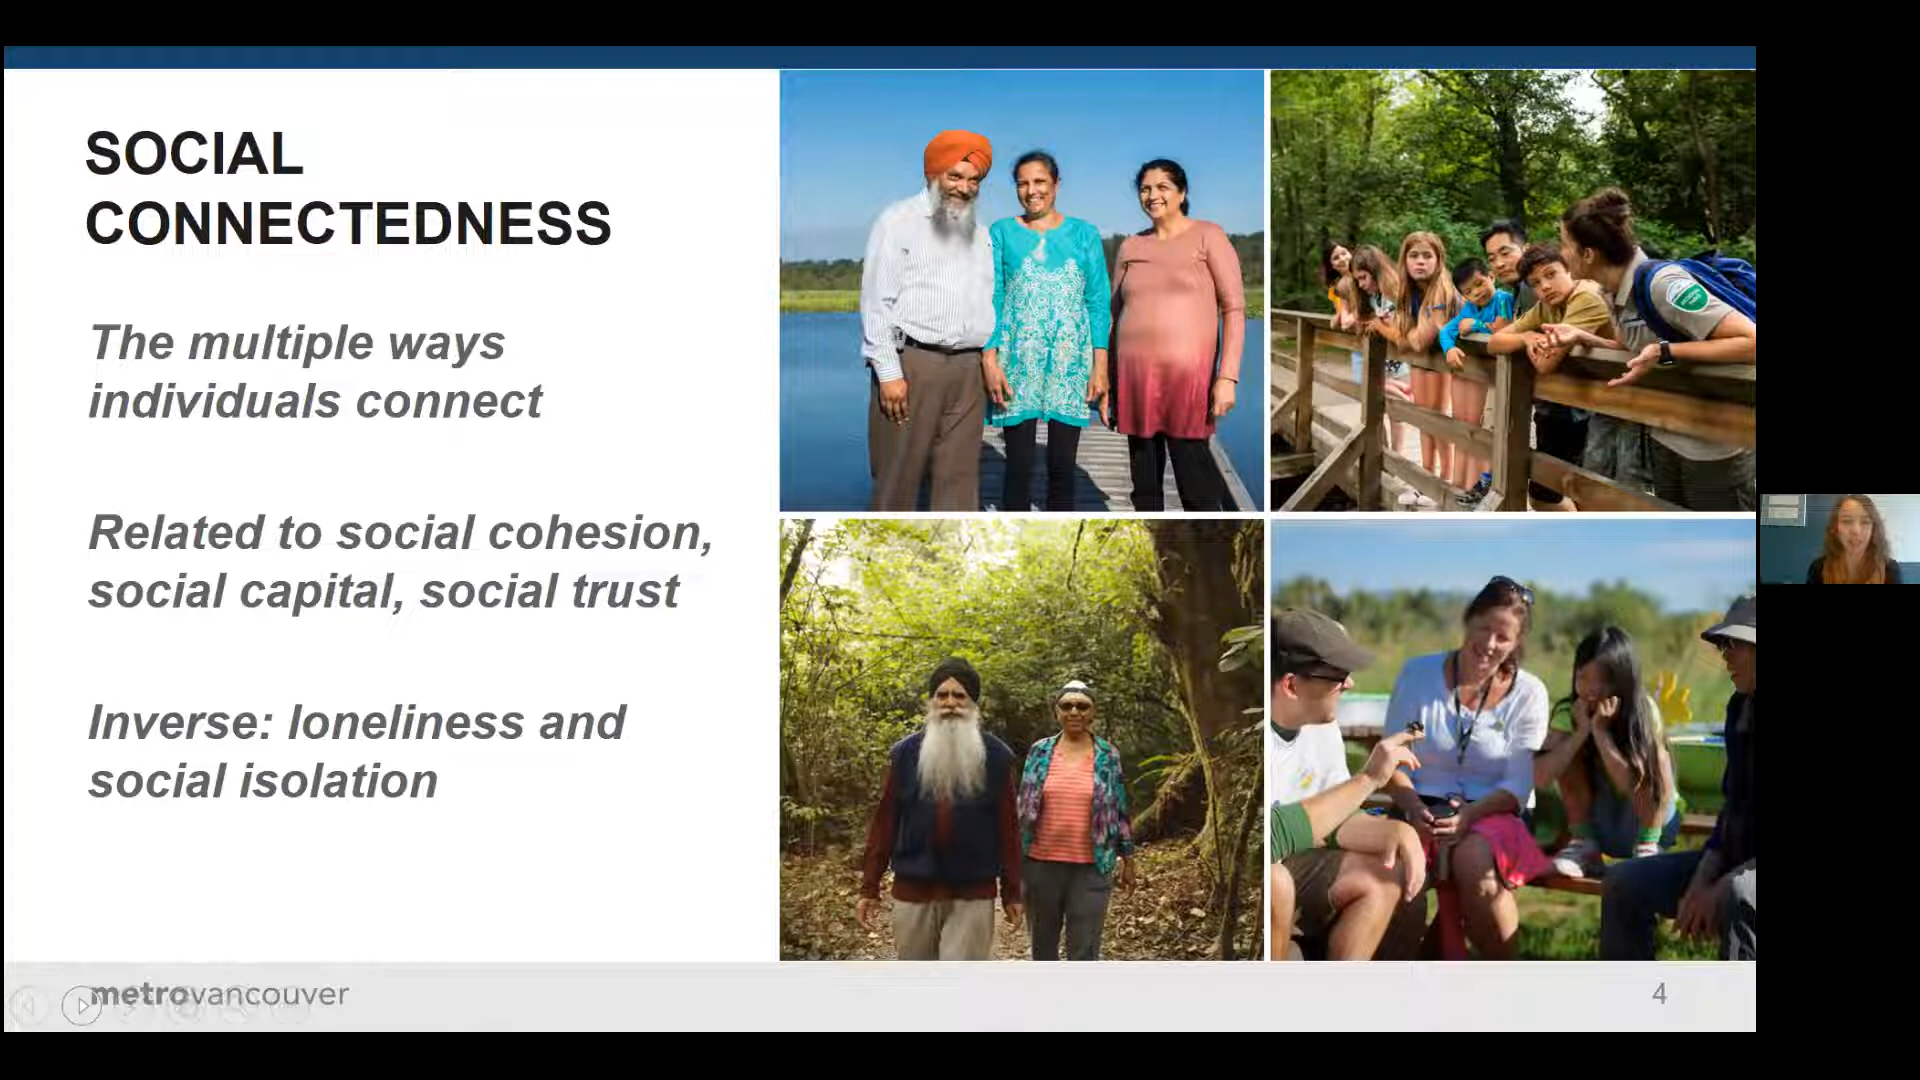 SOCIAL
CONNECTEDNESS
The multiple ways
individuals connect
Related to social cohesion,
social capital, social trust
Inverse: loneliness and
social isolation
metrovancouver
4